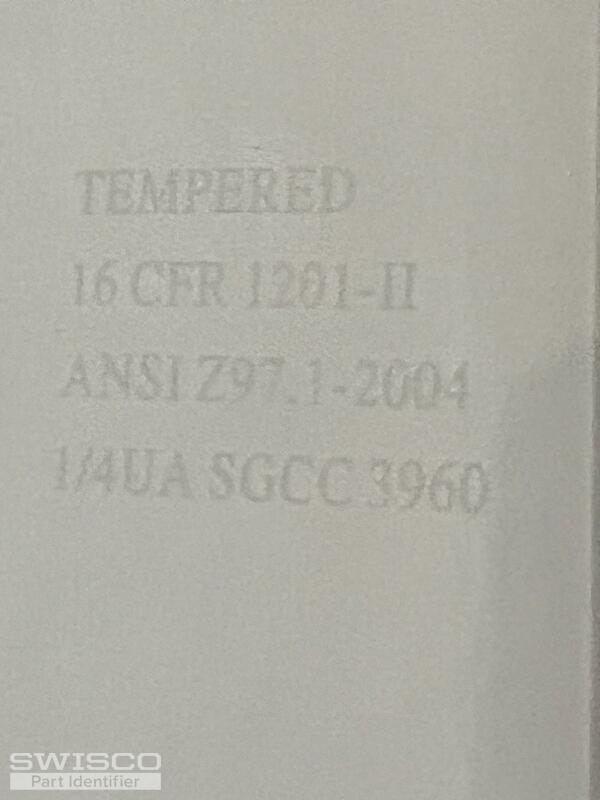 TEMPERED
16 CFR 1201-II
ANSI Z97.1-2004
1/4UA SGCC 3960
SWISCO
Part Identifier